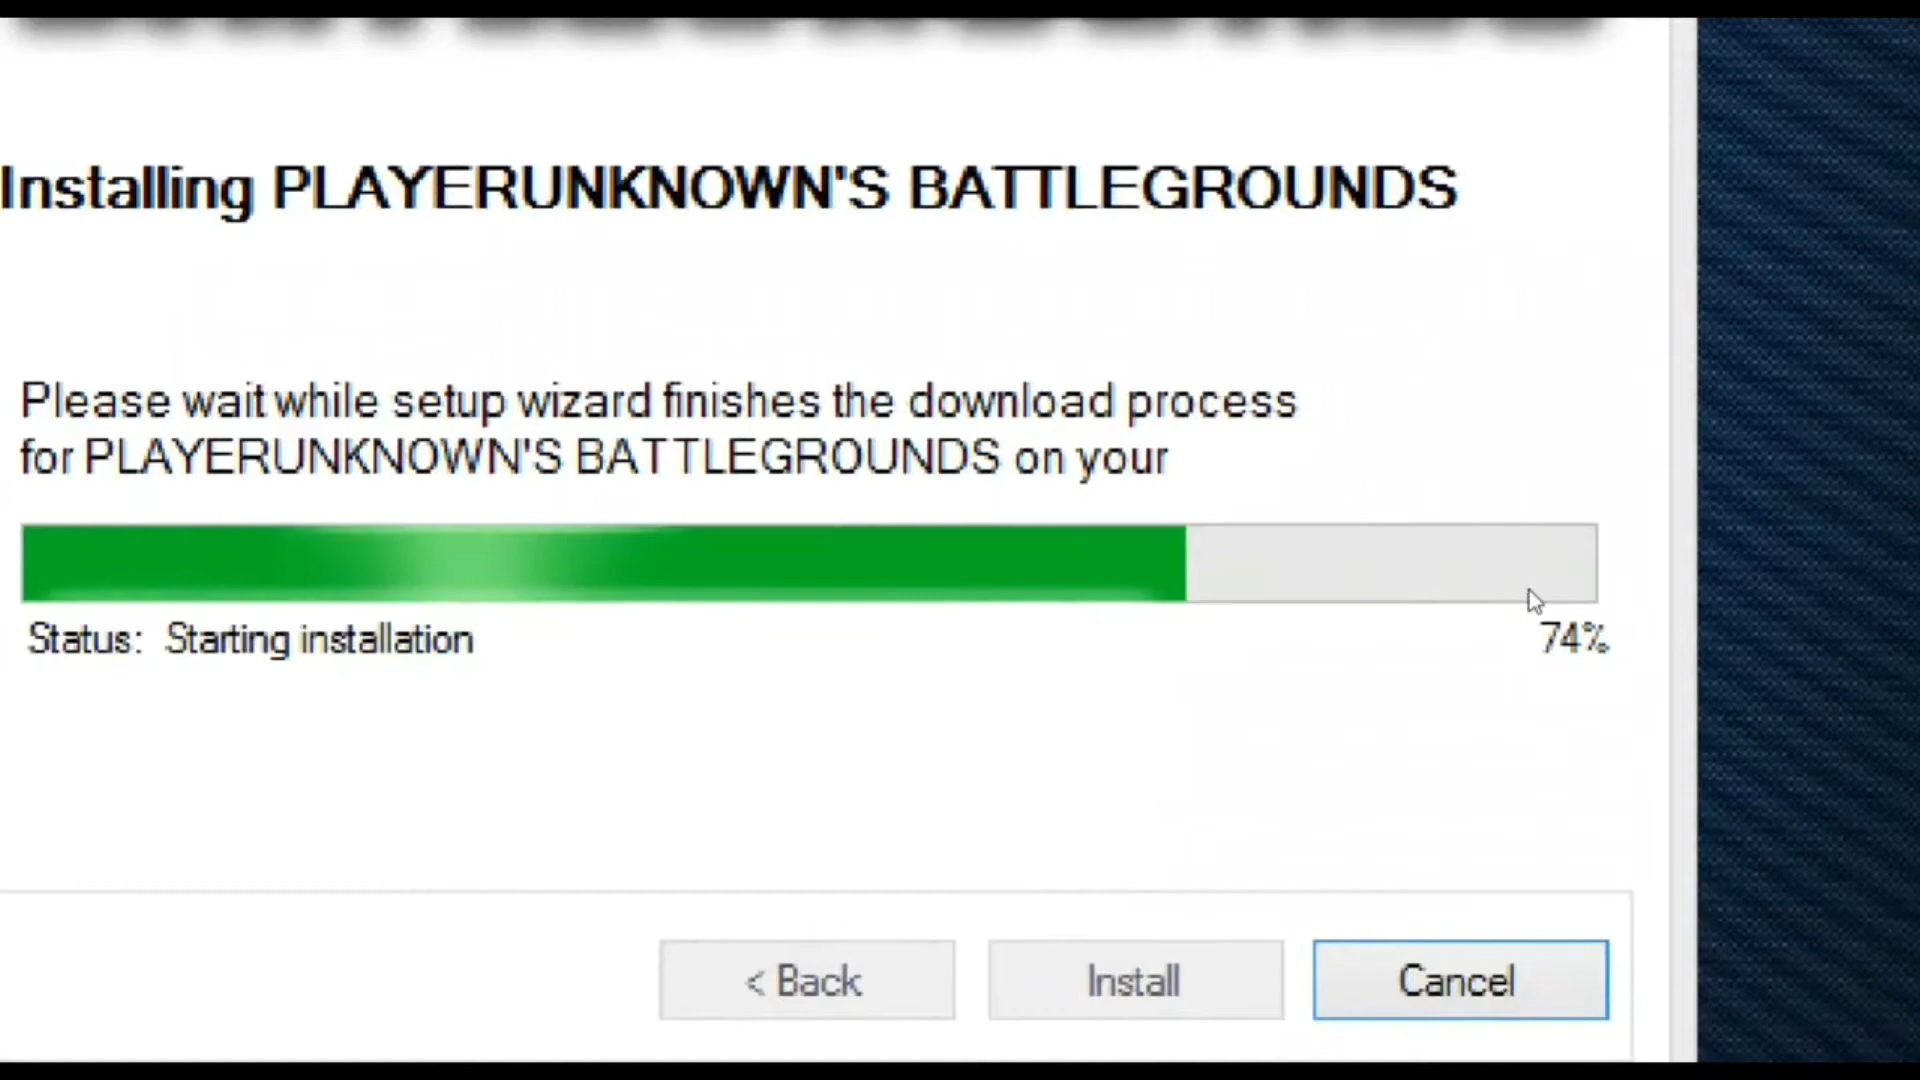 Installing PLAYERUNKNOWN'S BATTLEGROUNDS
Please wait while setup wizard finishes the download process
for PLAYERUNKNOWN'S BATTLEGROUNDS on your
Status: Starting installation
74%
< Back
Install
Cancel